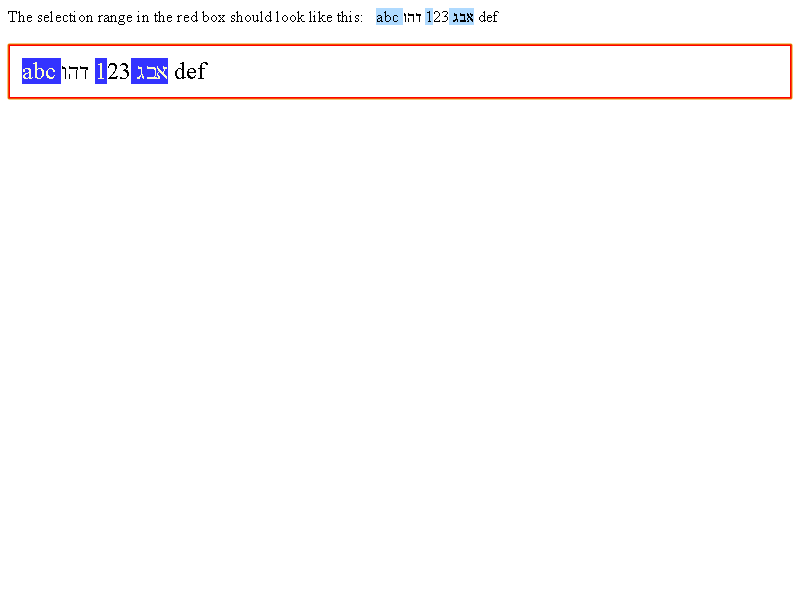 The selection range in the red box should look like this: abc אבג 123 דהו def
abc אבג 123 דהו def